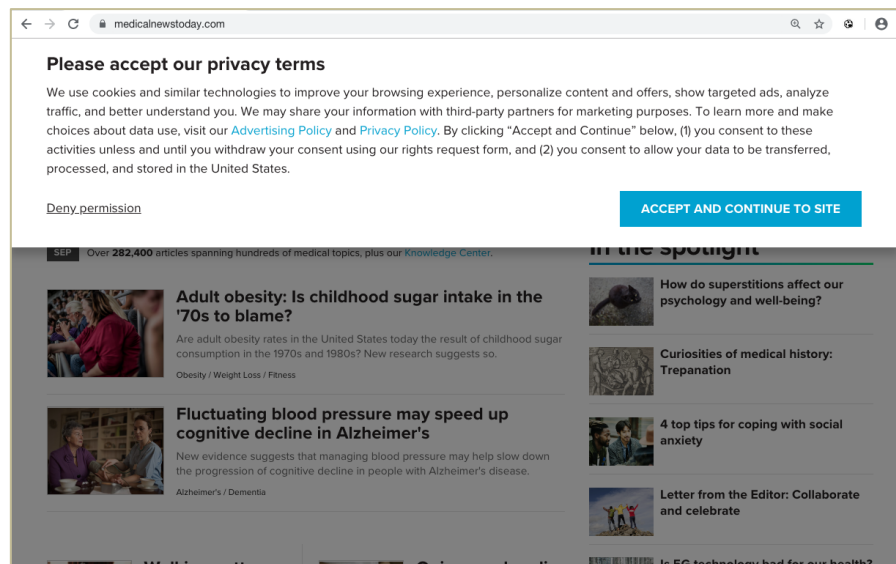 medicalnewstoday.com
Please accept our privacy terms
We use cookies and similar technologies to improve your browsing experience, personalize content and offers, show targeted ads, analyze
traffic, and better understand you. We may share your information with third-party partners for marketing purposes. To learn more and make
choices about data use, visit our Advertising Policy and Privacy Policy. By clicking “Accept and Continue” below, (1) you consent to these
activities unless and until you withdraw your consent using our rights request form, and (2) you consent to allow your data to be transferred,
processed, and stored in the United States.
Deny permission
ACCEPT AND CONTINUE TO SITE
SEP
Over 282,400 articles spanning hundreds of medical topics, plus our Knowledge Center.
Adult obesity: Is childhood sugar intake in the
'70s to blame?
Are adult obesity rates in the United States today the result of childhood sugar
consumption in the 1970s and 1980s? New research suggests so.
Obesity / Weight Loss / Fitness
Fluctuating blood pressure may speed up
cognitive decline in Alzheimer's
New evidence suggests that managing blood pressure may help slow down
the progression of cognitive decline in people with Alzheimer's disease.
Alzheimer's / Dementia
In the spotlight
How do superstitions affect our
psychology and well-being?
Curiosities of medical history:
Trepanation
4 top tips for coping with social
anxiety
Letter from the Editor: Collaborate
and celebrate
Is 5G technology bad for our health?